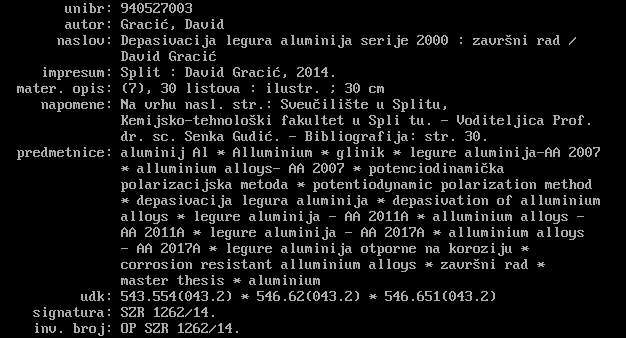 unibr: 940527003
autor: Gracić, David
naslov: Depasivacija legura aluminija serije 2000 : završni rad /
David Gracić
impresum: Split : David Gracić, 2014.
mater. opis: (7), 30 listova : ilustr. ; 30 cm
napomene: Na vrhu nasl. str.: Sveučilište u Splitu,
Kemijsko-tehnološki fakultet u Spli tu. - Voditeljica Prof.
dr. sc. Senka Gudić. - Bibliografija: str. 30.
predmetnice: aluminij Al * Alluminium * glinik * legure aluminija-AA 2007
* alluminium alloys- AA 2007 * potenciodinamička
polarizacijska metoda * potentiodynamic polarization method
* depasivacija legura aluminija * depasivation of alluminium
alloys * legure aluminija - AA 2011A * alluminium alloys -
AA 2011A * legure aluminija - AA 2017A * alluminium alloys
- AA 2017A * legure aluminija otporne na koroziju *
corrosion resistant alluminium alloys * završni rad *
master thesis * aluminium
udk: 543.554(043.2) * 546.62(043.2) * 546.651(043.2)
signatura: SZR 1262/14.
inv. broj: OP SZR 1262/14.